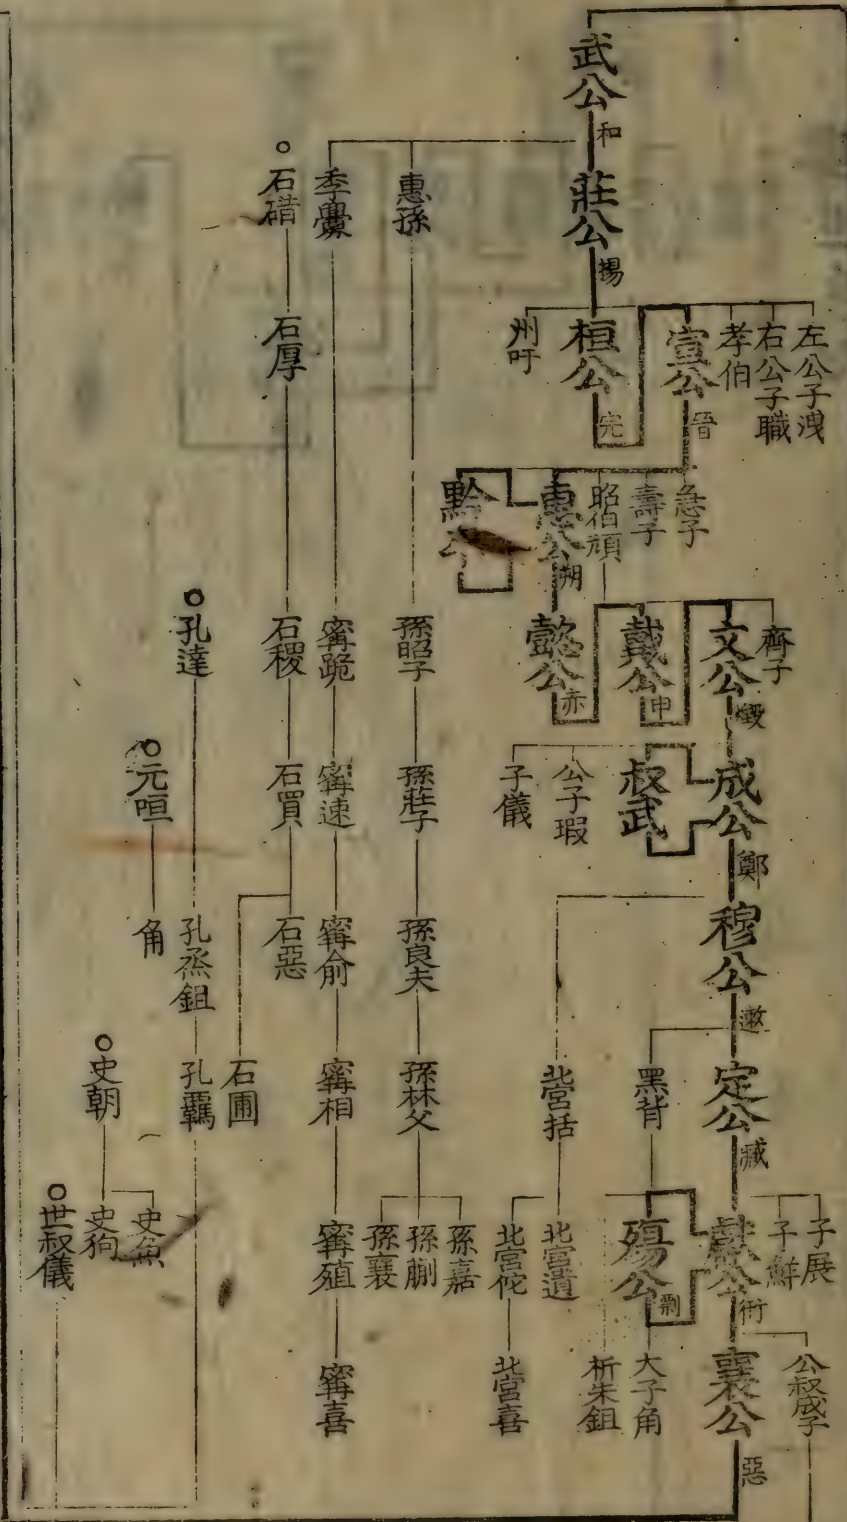 武公 和
莊公 揚
惠孫
季亹
石碏
左公子洩
右公子職
孝伯
宣公 晉
桓公 完
州吁
石厚
急子
壽子
昭伯頑
惠公 朔
黔
齊子
文公 燬
戴公 申
懿公 赤
孫昭子
甯跪
石稷
孔達
成公 鄭
叔武
公子瑕
子儀
孫莊子
甯速
石買
元咺
穆公 遬
孫良夫
甯俞
石惡
孔烝鉏
角
定公 臧
黑背
北宮括
孫林父
甯相
石圃
孔羈
史朝
子展
子鮮
獻公 衎
殤公 剽
北宮遺
北宮佗
孫嘉
孫蒯
孫襄
甯殖
史魚
史狗
世叔儀
公叔成子
襄公 惡
大子角
析朱鉏
北宮喜
甯喜